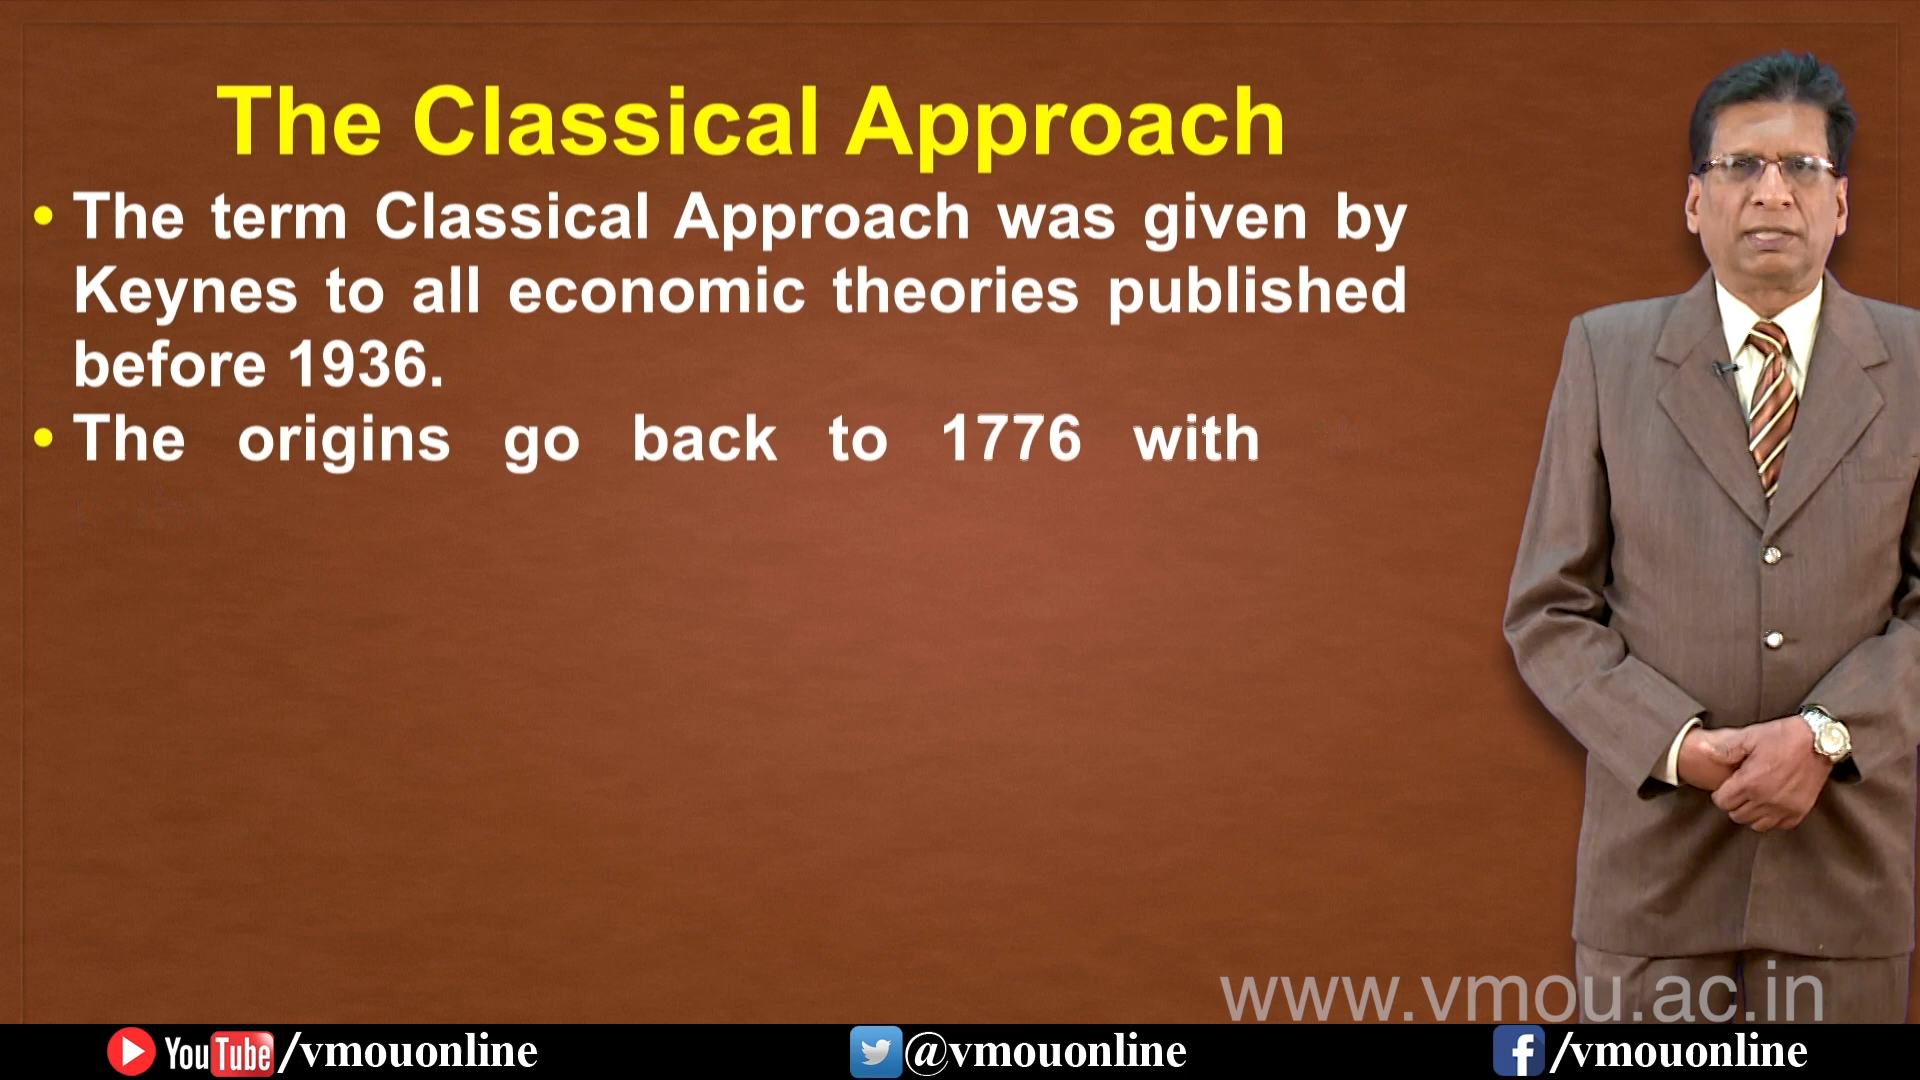 The Classical Approach
• The term Classical Approach was given by
Keynes to all economic theories published
before 1936.
• The origins go back to 1776 with
www.vmou.ac.in
YouTube /vmouonline
@vmouonline
/vmouonline